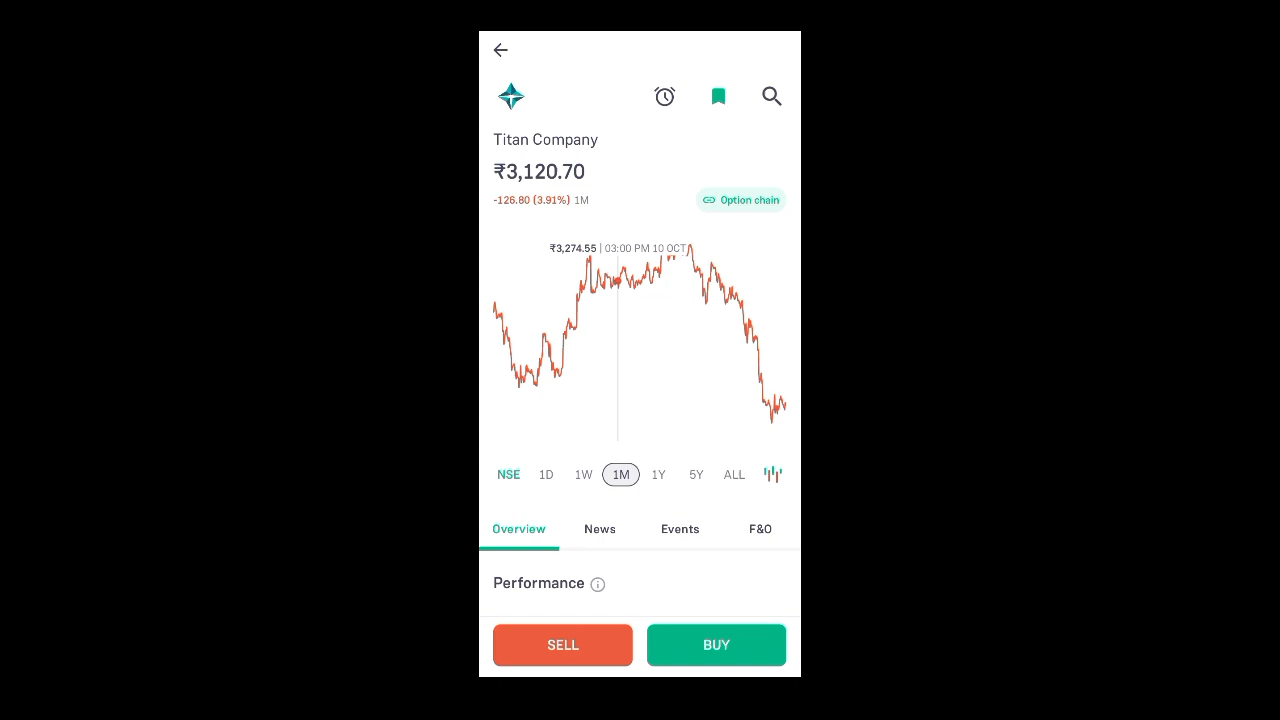 Titan Company
₹3,120.70
-126.80 (3.91%) 1M
Option chain
₹3,274.55 | 03:00 PM 10 OCT
NSE 1D 1W 1M 1Y 5Y ALL
Overview News Events F&O
Performance
SELL BUY